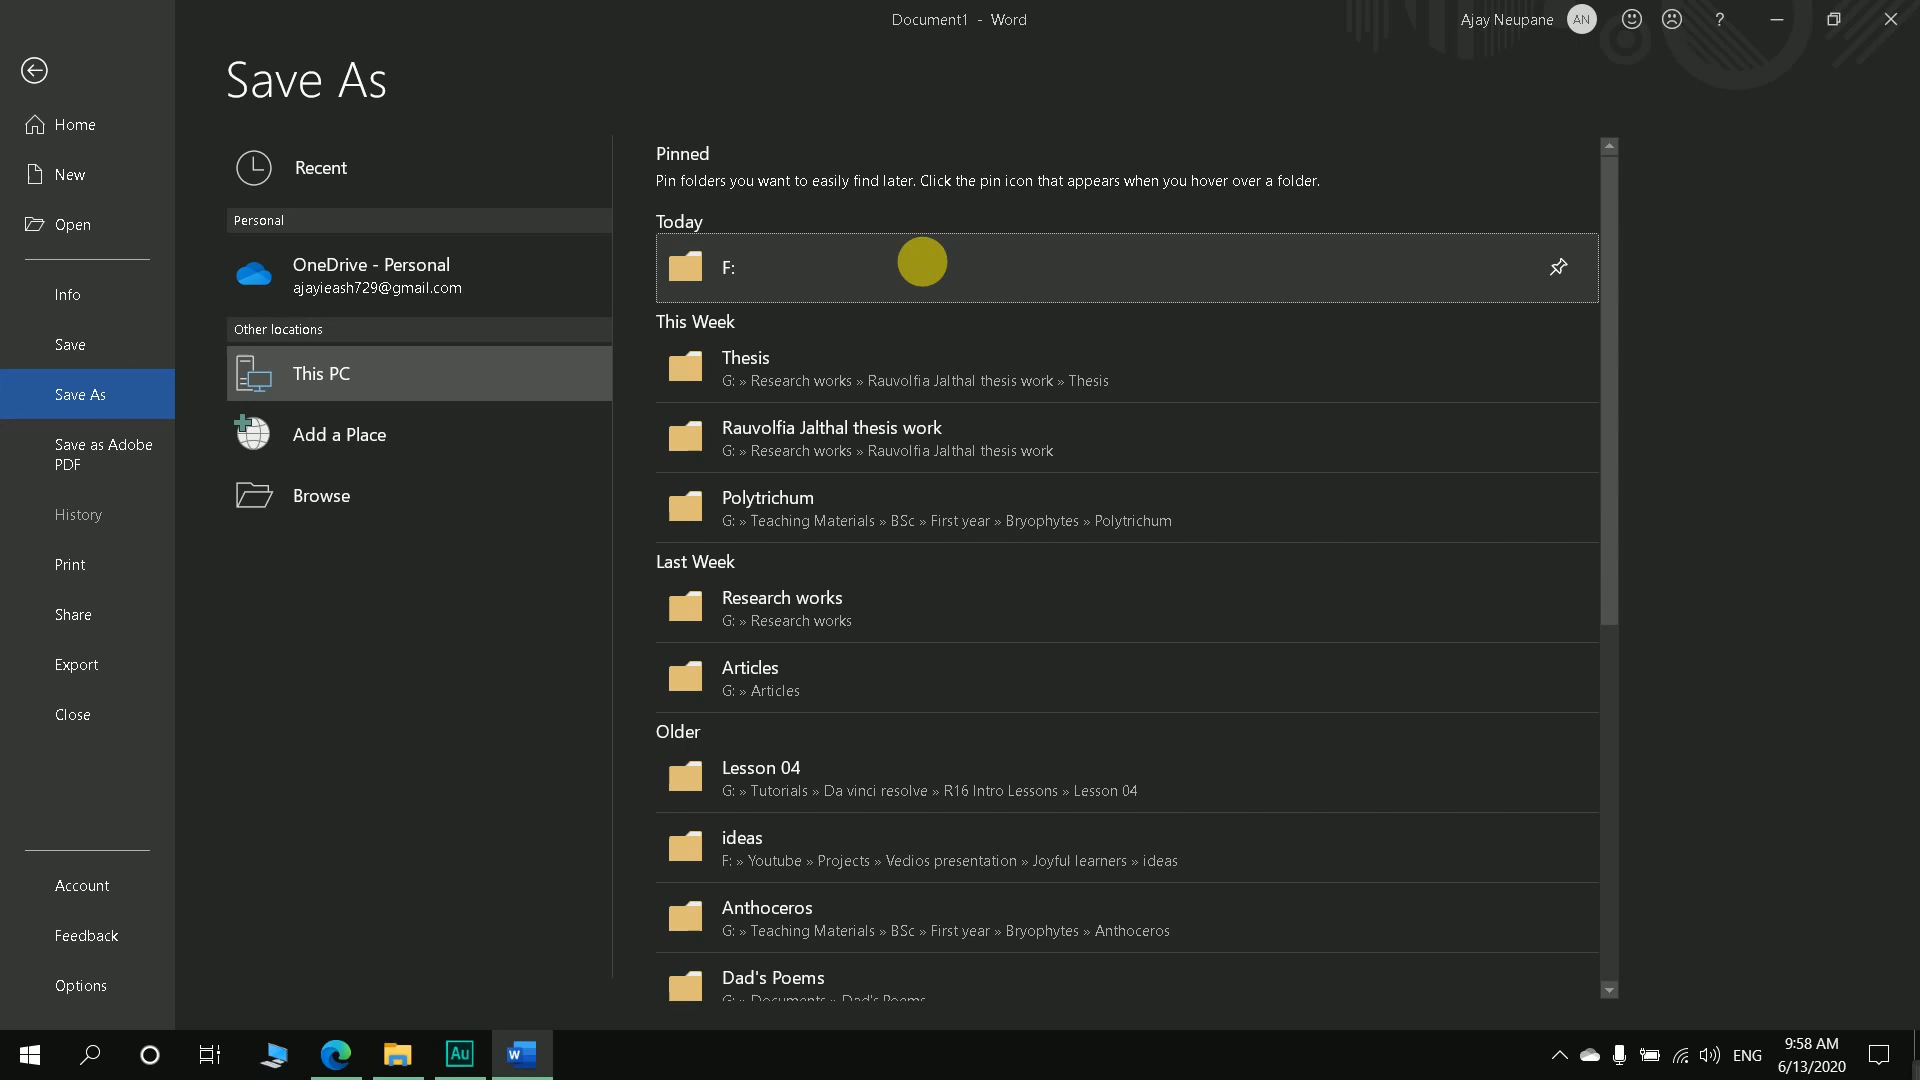 Document1 - Word
Ajay Neupane
AN
?
Save As
Home
New
Open
Info
Save
Save As
Save as Adobe
PDF
History
Print
Share
Export
Close
Account
Feedback
Options
Recent
Personal
OneDrive - Personal
ajayieash729@gmail.com
Other locations
This PC
Add a Place
Browse
Pinned
Pin folders you want to easily find later. Click the pin icon that appears when you hover over a folder.
Today
F:
This Week
Thesis
G: » Research works » Rauvolfia Jalthal thesis work » Thesis
Rauvolfia Jalthal thesis work
G: » Research works » Rauvolfia Jalthal thesis work
Polytrichum
G: » Teaching Materials » BSc » First year » Bryophytes » Polytrichum
Last Week
Research works
G: » Research works
Articles
G: » Articles
Older
Lesson 04
G: » Tutorials » Da vinci resolve » R16 Intro Lessons » Lesson 04
ideas
F: » Youtube » Projects » Vedios presentation » Joyful learners » ideas
Anthoceros
G: » Teaching Materials » BSc » First year » Bryophytes » Anthoceros
Dad's Poems
G: » Documents » Dad's Poems
Au
W
ENG
9:58 AM
6/13/2020